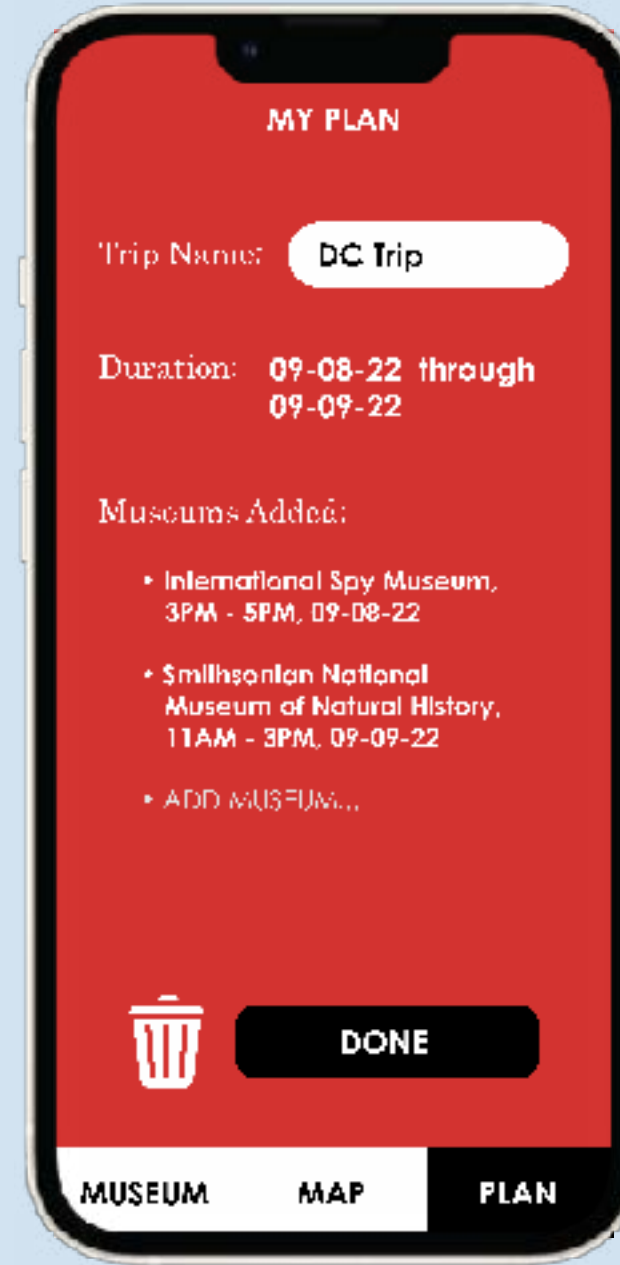 MY PLAN
Trip Name: DC Trip
Duration: 09-08-22 through
09-09-22
Museums Added:
• International Spy Museum,
3PM - 5PM, 09-08-22
• Smithsonian National
Museum of Natural History,
11AM - 3PM, 09-09-22
• ADD MUSEUM...
DONE
MUSEUM MAP PLAN